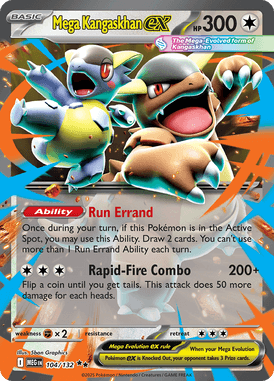 BASIC
Mega Kangaskhan ex HP 300
The Mega-Evolved form of
Kangaskhan
Ability Run Errand
Once during your turn, if this Pokémon is in the Active
Spot, you may use this Ability. Draw 2 cards. You can't use
more than 1 Run Errand Ability each turn.
Rapid-Fire Combo 200+
Flip a coin until you get tails. This attack does 50 more
damage for each heads.
weakness ×2 resistance retreat
Illus. 5ban Graphics
Mega Evolution ex rule
When your Mega Evolution
Pokémon ex is Knocked Out, your opponent takes 3 Prize cards.
MEG EN 104/132
©2025 Pokémon / Nintendo / Creatures / GAME FREAK